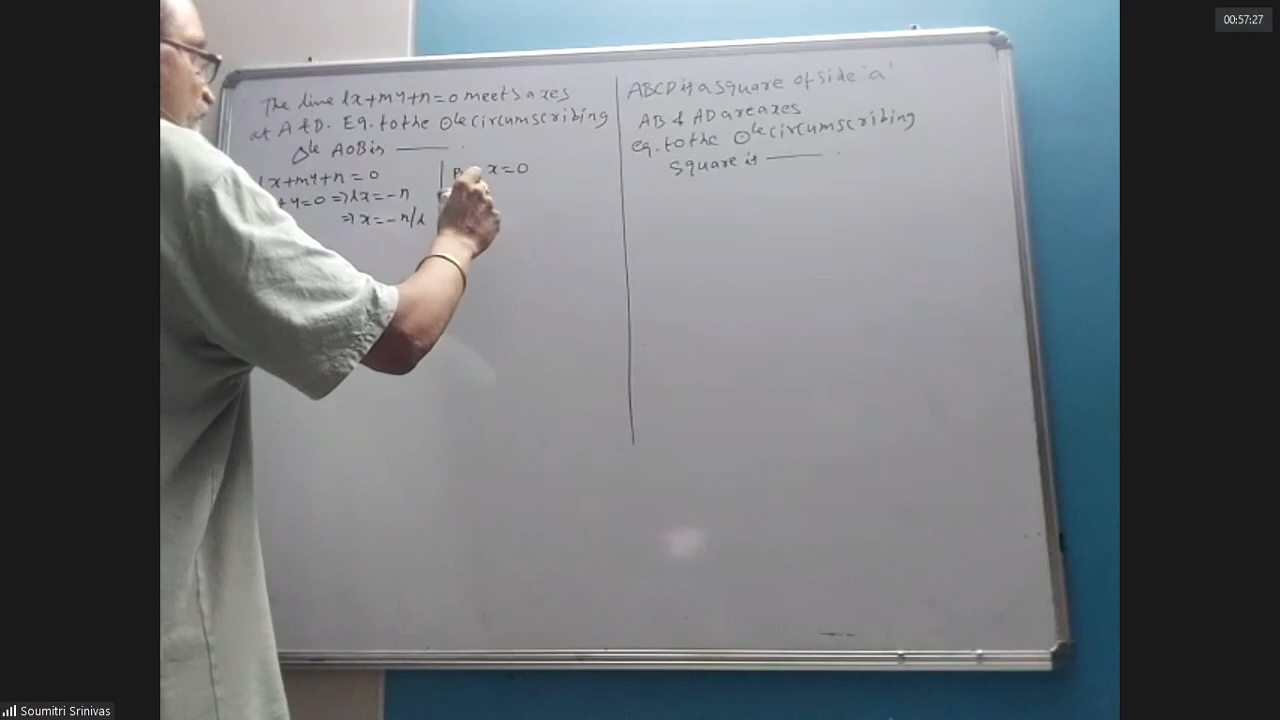 00:57:27
The line lx+my+n=0 meets axes
at A & D. Eq. to the ⊙le circumscribing
△le AOB is ———
lx+my+n=0
+ y=0 ⇒ lx=-n
⇒ x=-n/l
x=0
ABCD is a square of side 'a'
AB & AD are axes
eq. to the ⊙le circumscribing
square is ———
Soumitri Srinivas